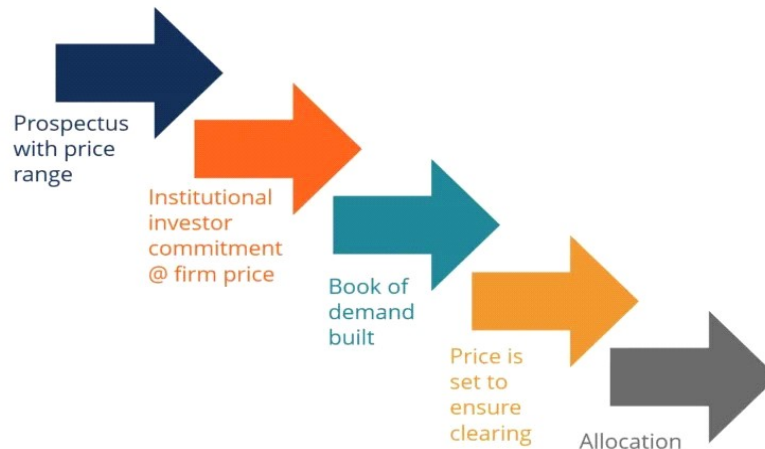 Prospectus
with price
range
Institutional
investor
commitment
@ firm price
Book of
demand
built
Price is
set to
ensure
clearing
Allocation